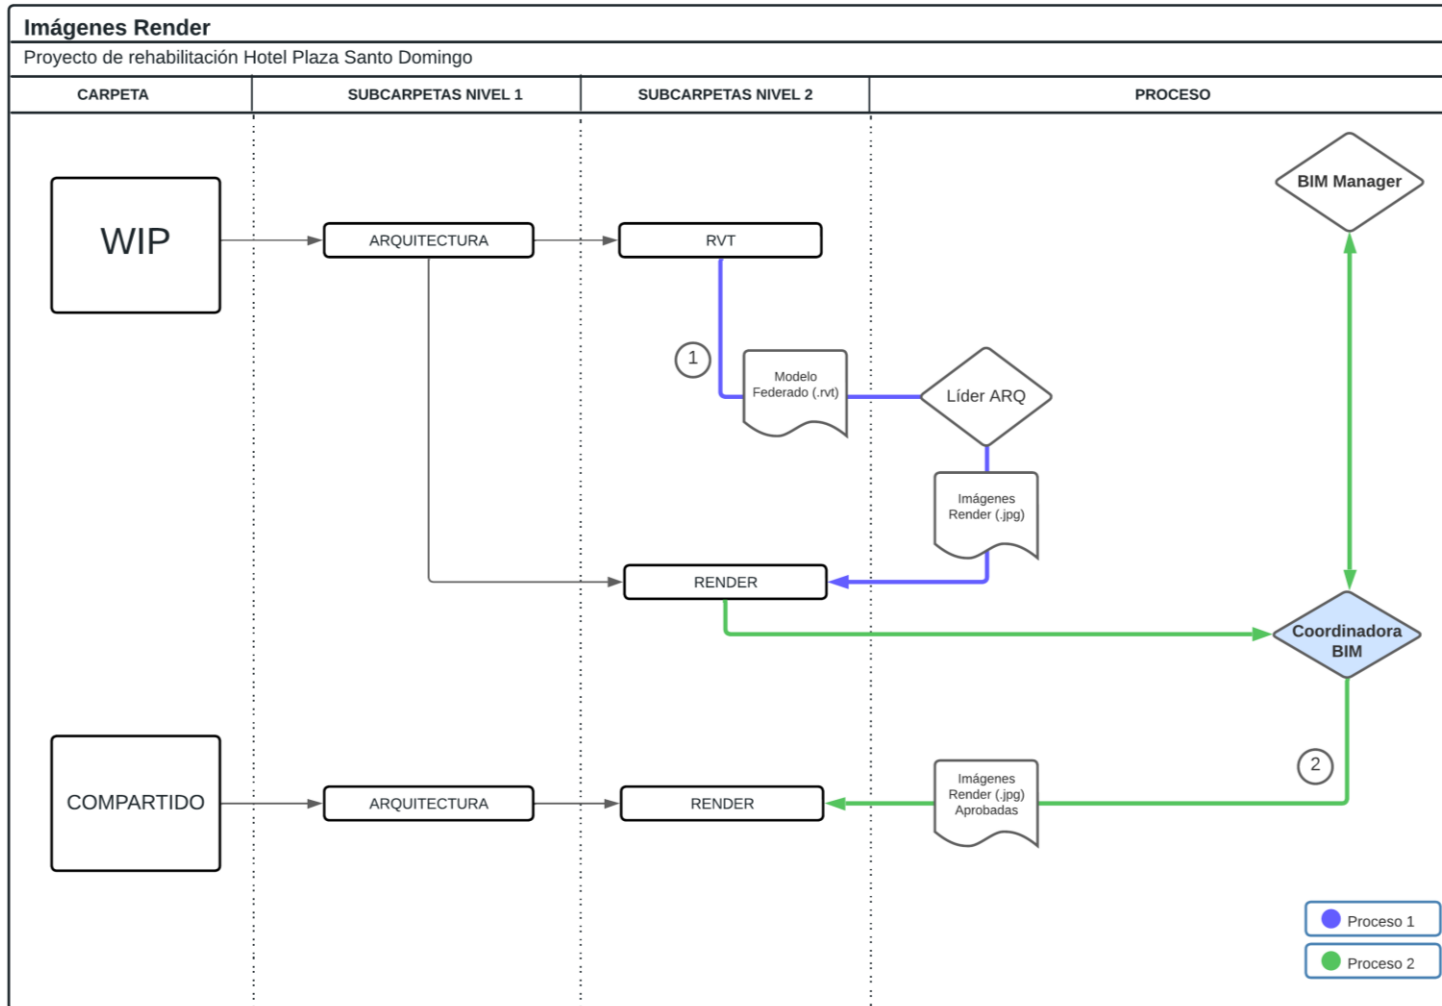 Imágenes Render
Proyecto de rehabilitación Hotel Plaza Santo Domingo
CARPETA
SUBCARPETAS NIVEL 1
SUBCARPETAS NIVEL 2
PROCESO
BIM Manager
WIP
ARQUITECTURA
RVT
1
Modelo
Federado (.rvt)
Líder ARQ
Imágenes
Render (.jpg)
RENDER
Coordinadora
BIM
2
COMPARTIDO
ARQUITECTURA
RENDER
Imágenes
Render (.jpg)
Aprobadas
Proceso 1
Proceso 2